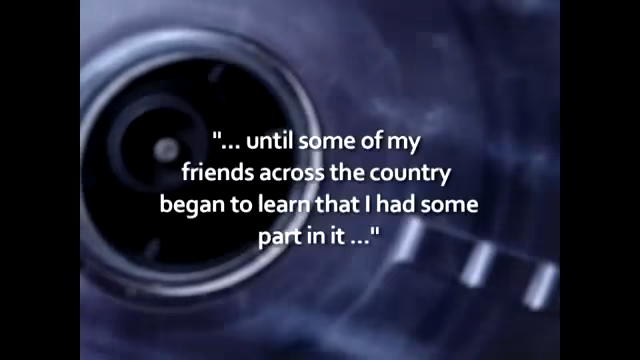 "... until some of my
friends across the country
began to learn that I had some
part in it ..."